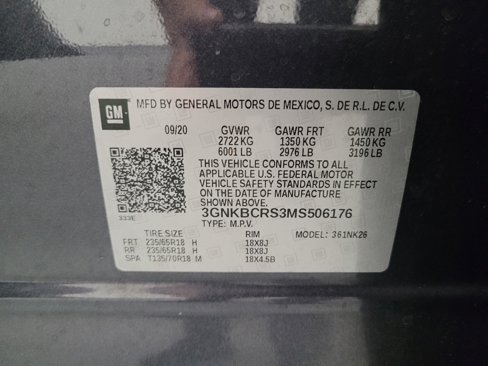 GM
MFD BY GENERAL MOTORS DE MEXICO, S. DE R.L. DE C.V.
09/20 GVWR GAWR FRT GAWR RR
2722 KG 1350 KG 1450 KG
6001 LB 2976 LB 3196 LB
THIS VEHICLE CONFORMS TO ALL
APPLICABLE U.S. FEDERAL MOTOR
VEHICLE SAFETY STANDARDS IN EFFECT
ON THE DATE OF MANUFACTURE
SHOWN ABOVE.
333E 3GNKBCRS3MS506176
TYPE: M.P.V.
TIRE SIZE RIM MODEL: 361NK26
FRT 235/65R18 H 18X8J
RR 235/65R18 H 18X8J
SPA T135/70R18 M 18X4.5B